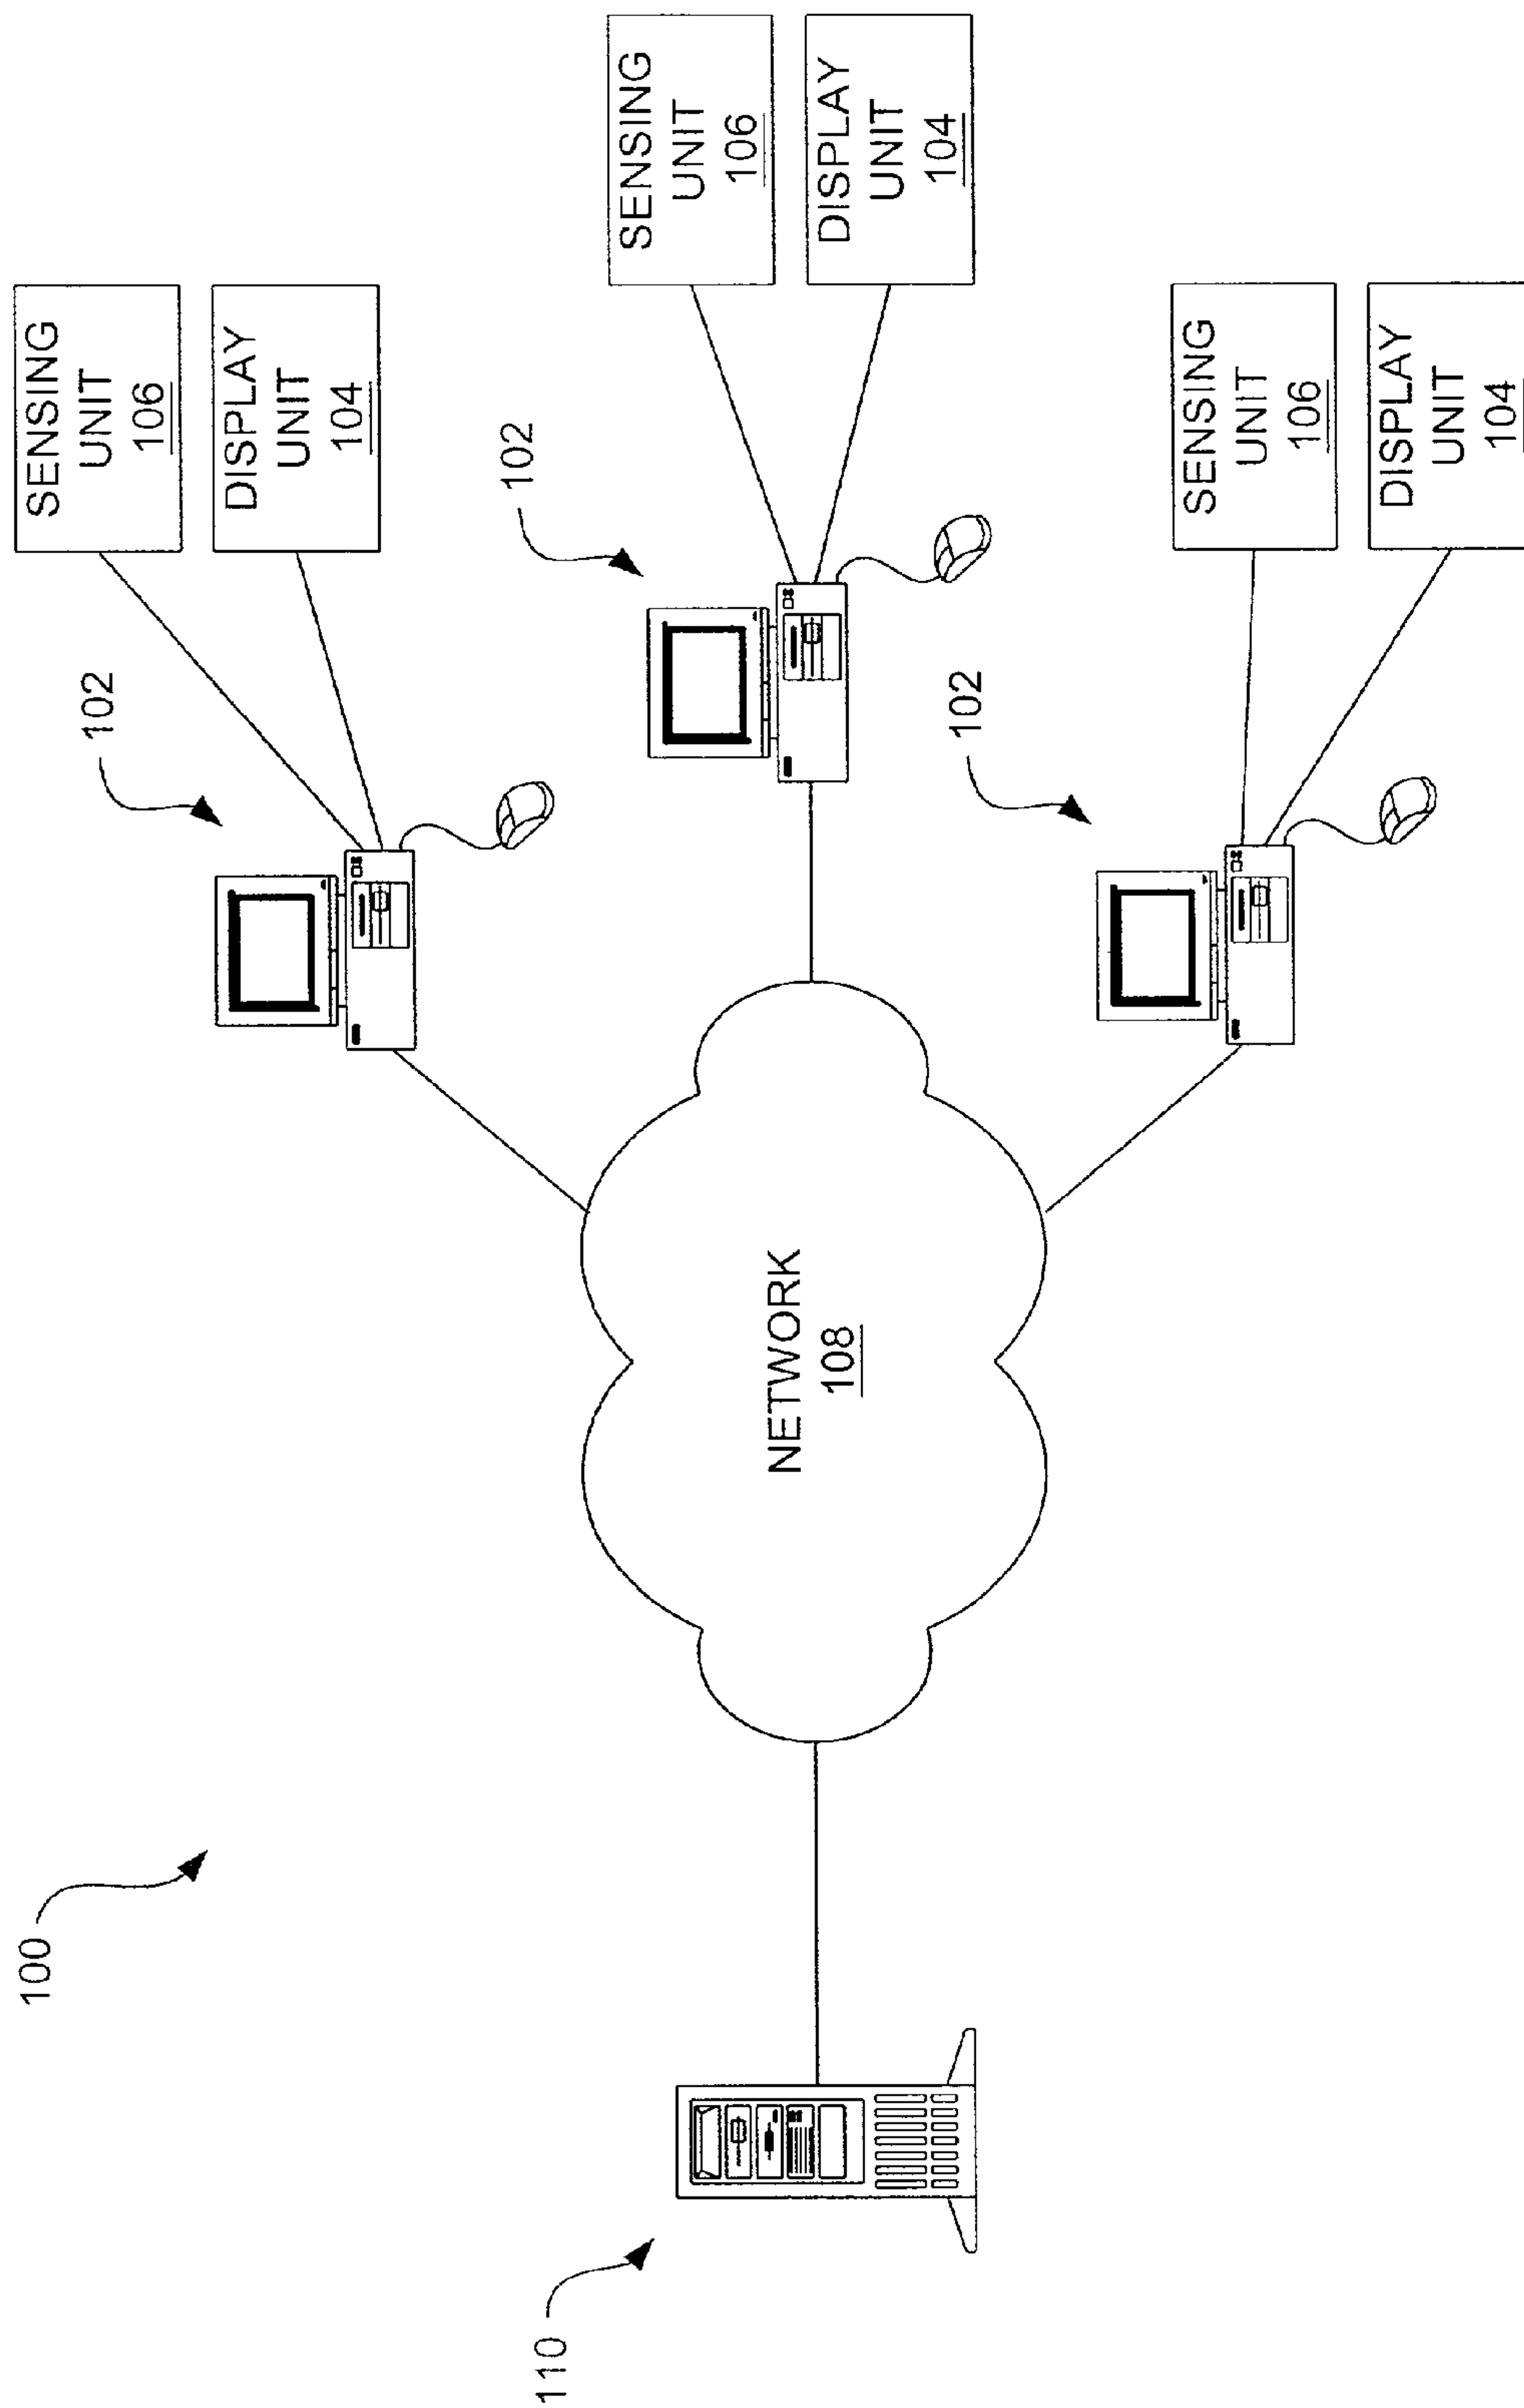 100
102
SENSING
UNIT
106
DISPLAY
UNIT
104
102
SENSING
UNIT
106
DISPLAY
UNIT
104
110
NETWORK
108
102
SENSING
UNIT
106
DISPLAY
UNIT
104